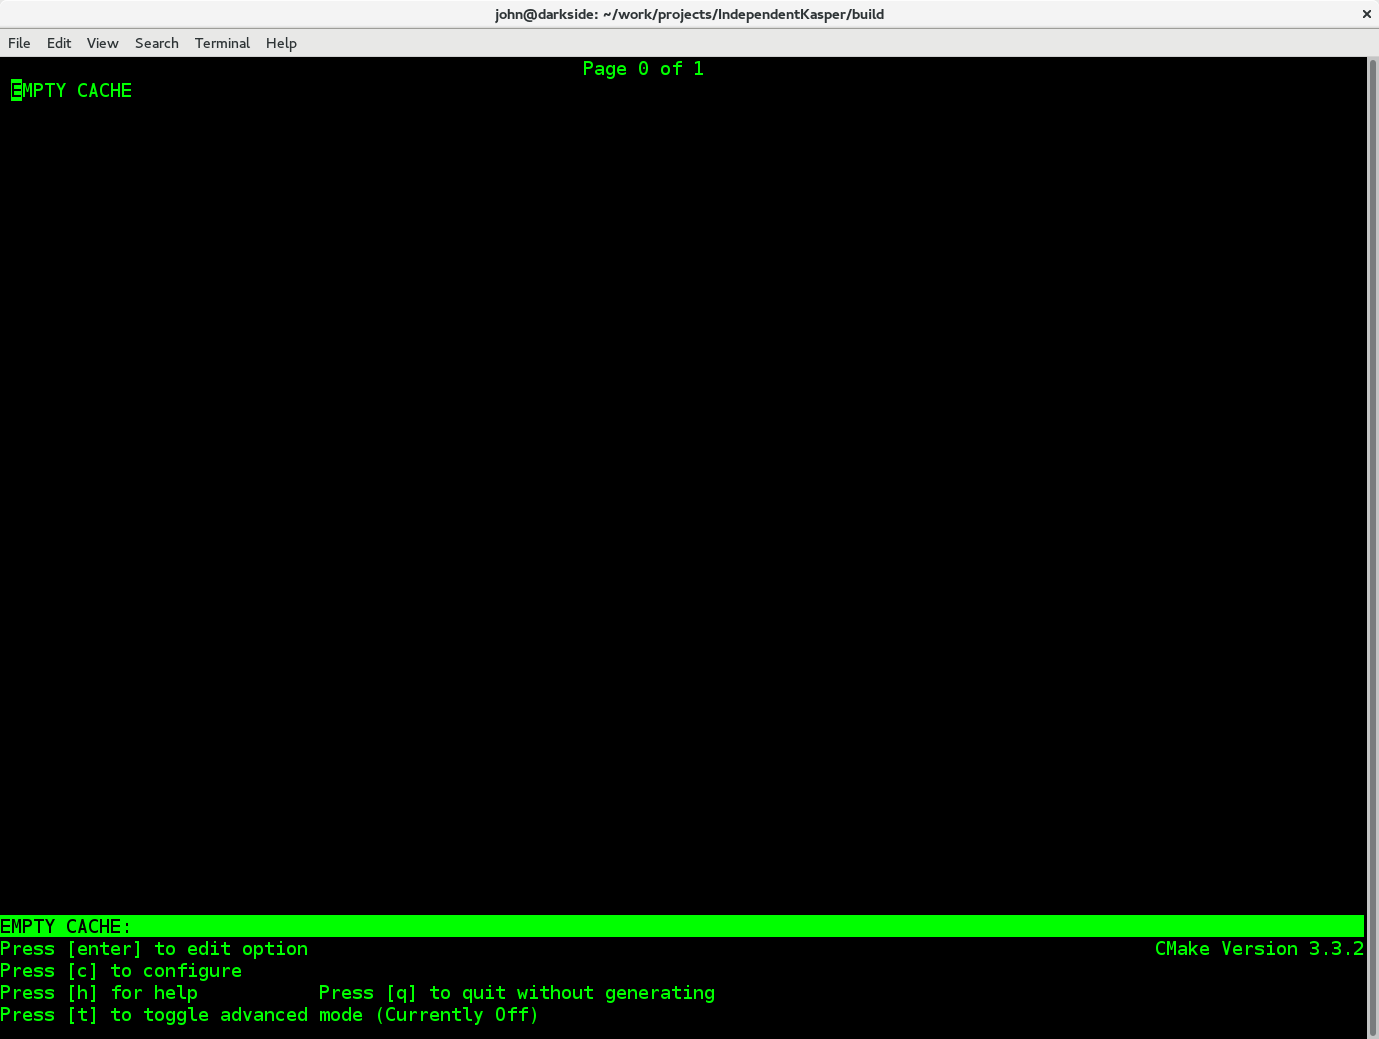 john@darkside: ~/work/projects/IndependentKasper/build ×
File Edit View Search Terminal Help
Page 0 of 1
EMPTY CACHE
EMPTY CACHE:
Press [enter] to edit option CMake Version 3.3.2
Press [c] to configure
Press [h] for help Press [q] to quit without generating
Press [t] to toggle advanced mode (Currently Off)